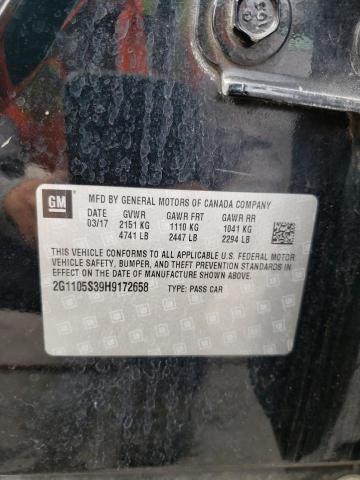 GM
MFD BY GENERAL MOTORS OF CANADA COMPANY
DATE GVWR GAWR FRT GAWR RR
03/17 2151 KG 1110 KG 1041 KG
4741 LB 2447 LB 2294 LB
THIS VEHICLE CONFORMS TO ALL APPLICABLE U.S. FEDERAL MOTOR
VEHICLE SAFETY, BUMPER, AND THEFT PREVENTION STANDARDS IN
EFFECT ON THE DATE OF MANUFACTURE SHOWN ABOVE.
2G1105S39H9172658 TYPE: PASS CAR